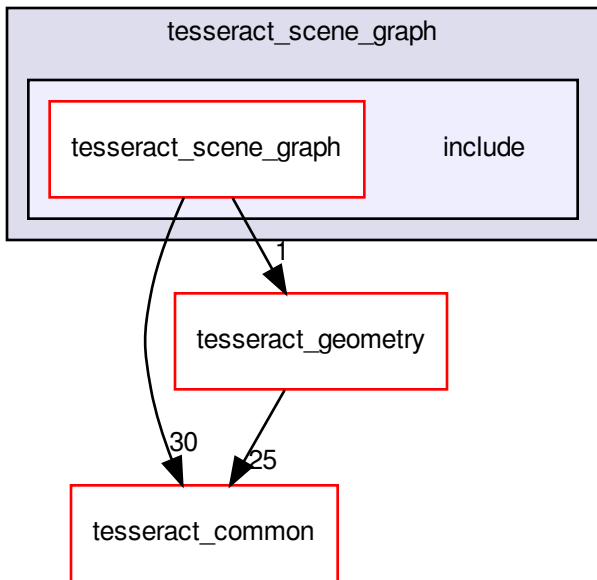 tesseract_scene_graph
tesseract_scene_graph
include
1
tesseract_geometry
30
25
tesseract_common